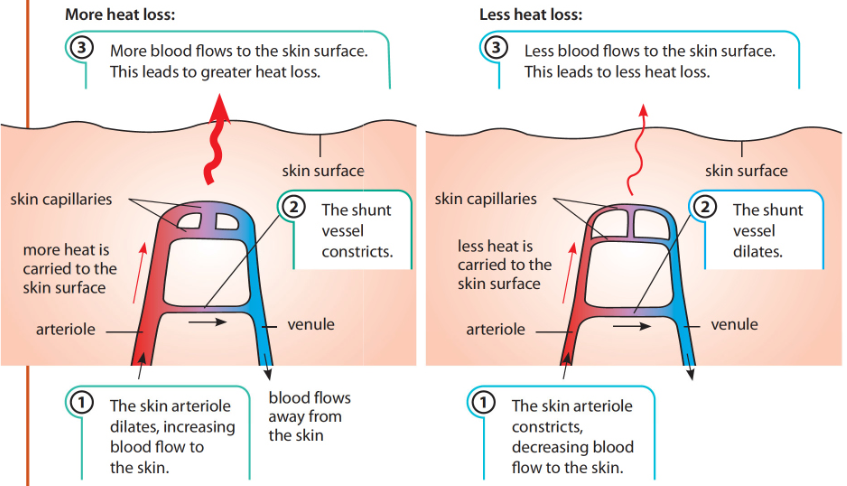 More heat loss:
3
More blood flows to the skin surface.
This leads to greater heat loss.
skin surface
skin capillaries
2
The shunt
vessel
constricts.
more heat is
carried to the
skin surface
arteriole
venule
1
The skin arteriole
dilates, increasing
blood flow to
the skin.
blood flows
away from
the skin
Less heat loss:
3
Less blood flows to the skin surface.
This leads to less heat loss.
skin surface
skin capillaries
2
The shunt
vessel
dilates.
less heat is
carried to the
skin surface
arteriole
venule
1
The skin arteriole
constricts,
decreasing blood
flow to the skin.